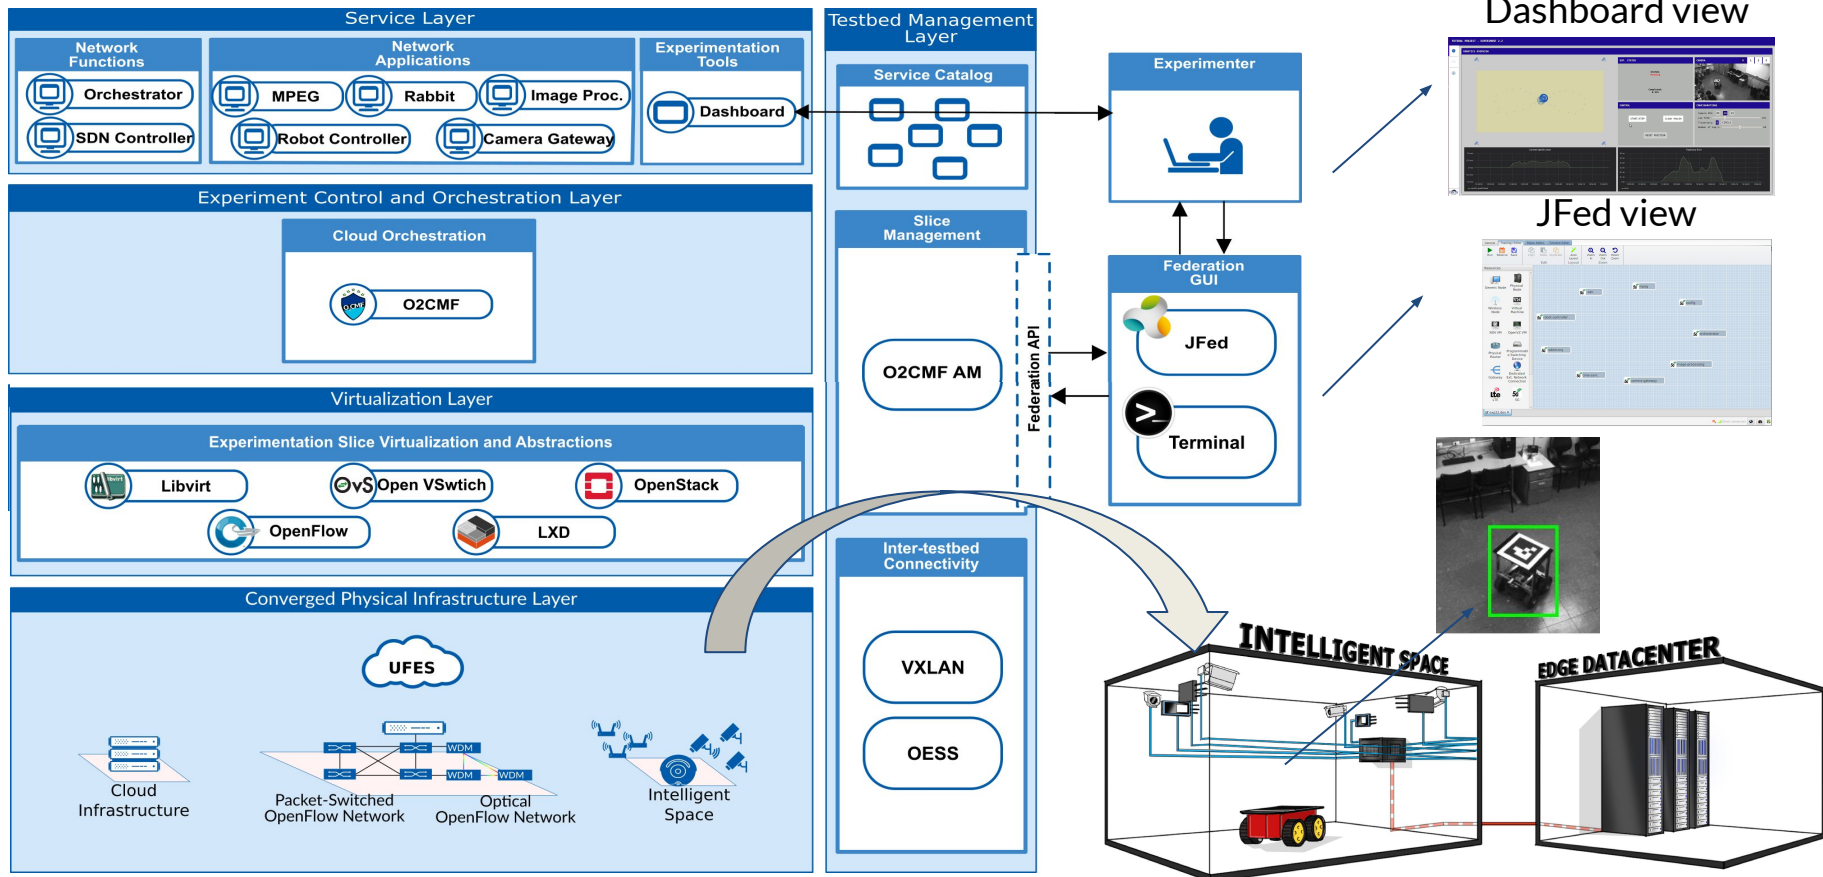 Service Layer
Network
Functions
Orchestrator
SDN Controller
Network
Applications
MPEG
Rabbit
Image Proc.
Robot Controller
Camera Gateway
Experimentation
Tools
Dashboard
Experiment Control and Orchestration Layer
Cloud Orchestration
O2CMF
Virtualization Layer
Experimentation Slice Virtualization and Abstractions
Libvirt
OvS
Open VSwtich
OpenStack
OpenFlow
LXD
Converged Physical Infrastructure Layer
UFES
WDM
WDM
WDM
Cloud
Infrastructure
Packet-Switched
OpenFlow Network
Optical
OpenFlow Network
Intelligent
Space
Testbed Management
Layer
Service Catalog
Slice
Management
O2CMF AM
Federation API
Inter-testbed
Connectivity
VXLAN
OESS
Experimenter
Federation
GUI
JFed
Terminal
Dashboard view
JFed view
INTELLIGENT SPACE
EDGE DATACENTER